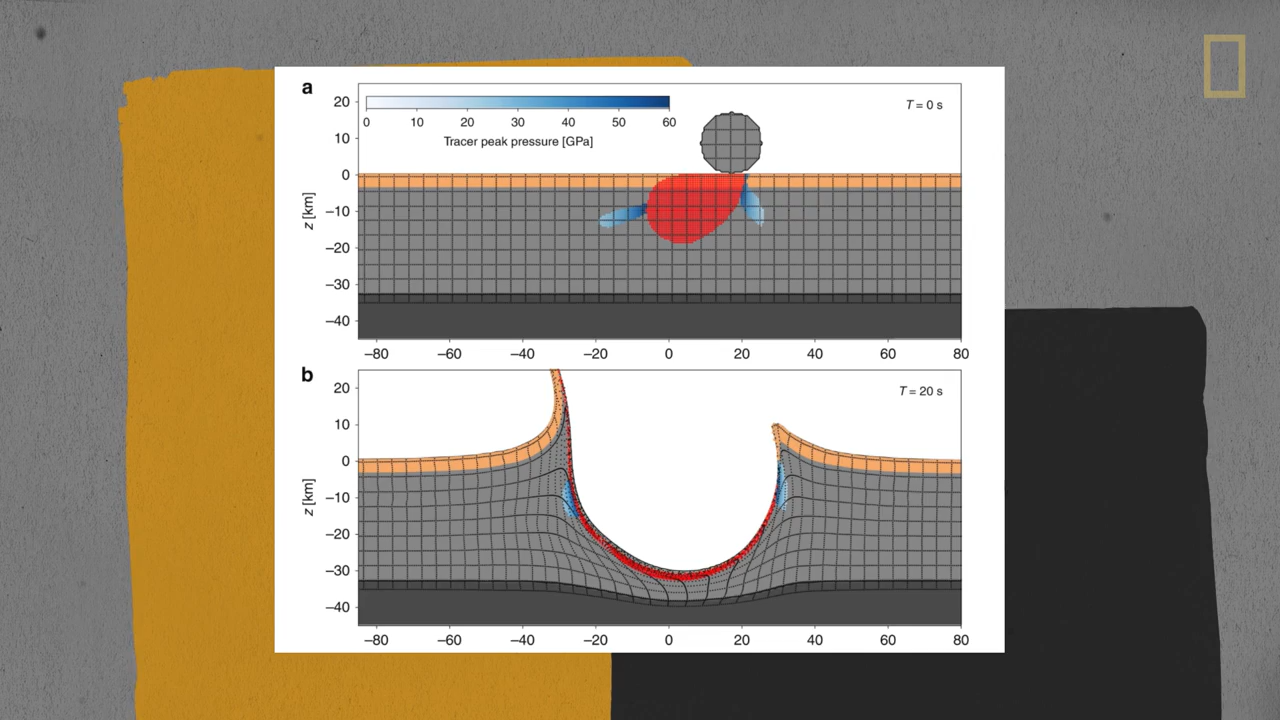 a
T = 0 s
20
10
0
–10
–20
–30
–40
z [km]
0 10 20 30 40 50 60
Tracer peak pressure [GPa]
–80 –60 –40 –20 0 20 40 60 80
b
T = 20 s
20
10
0
–10
–20
–30
–40
z [km]
–80 –60 –40 –20 0 20 40 60 80